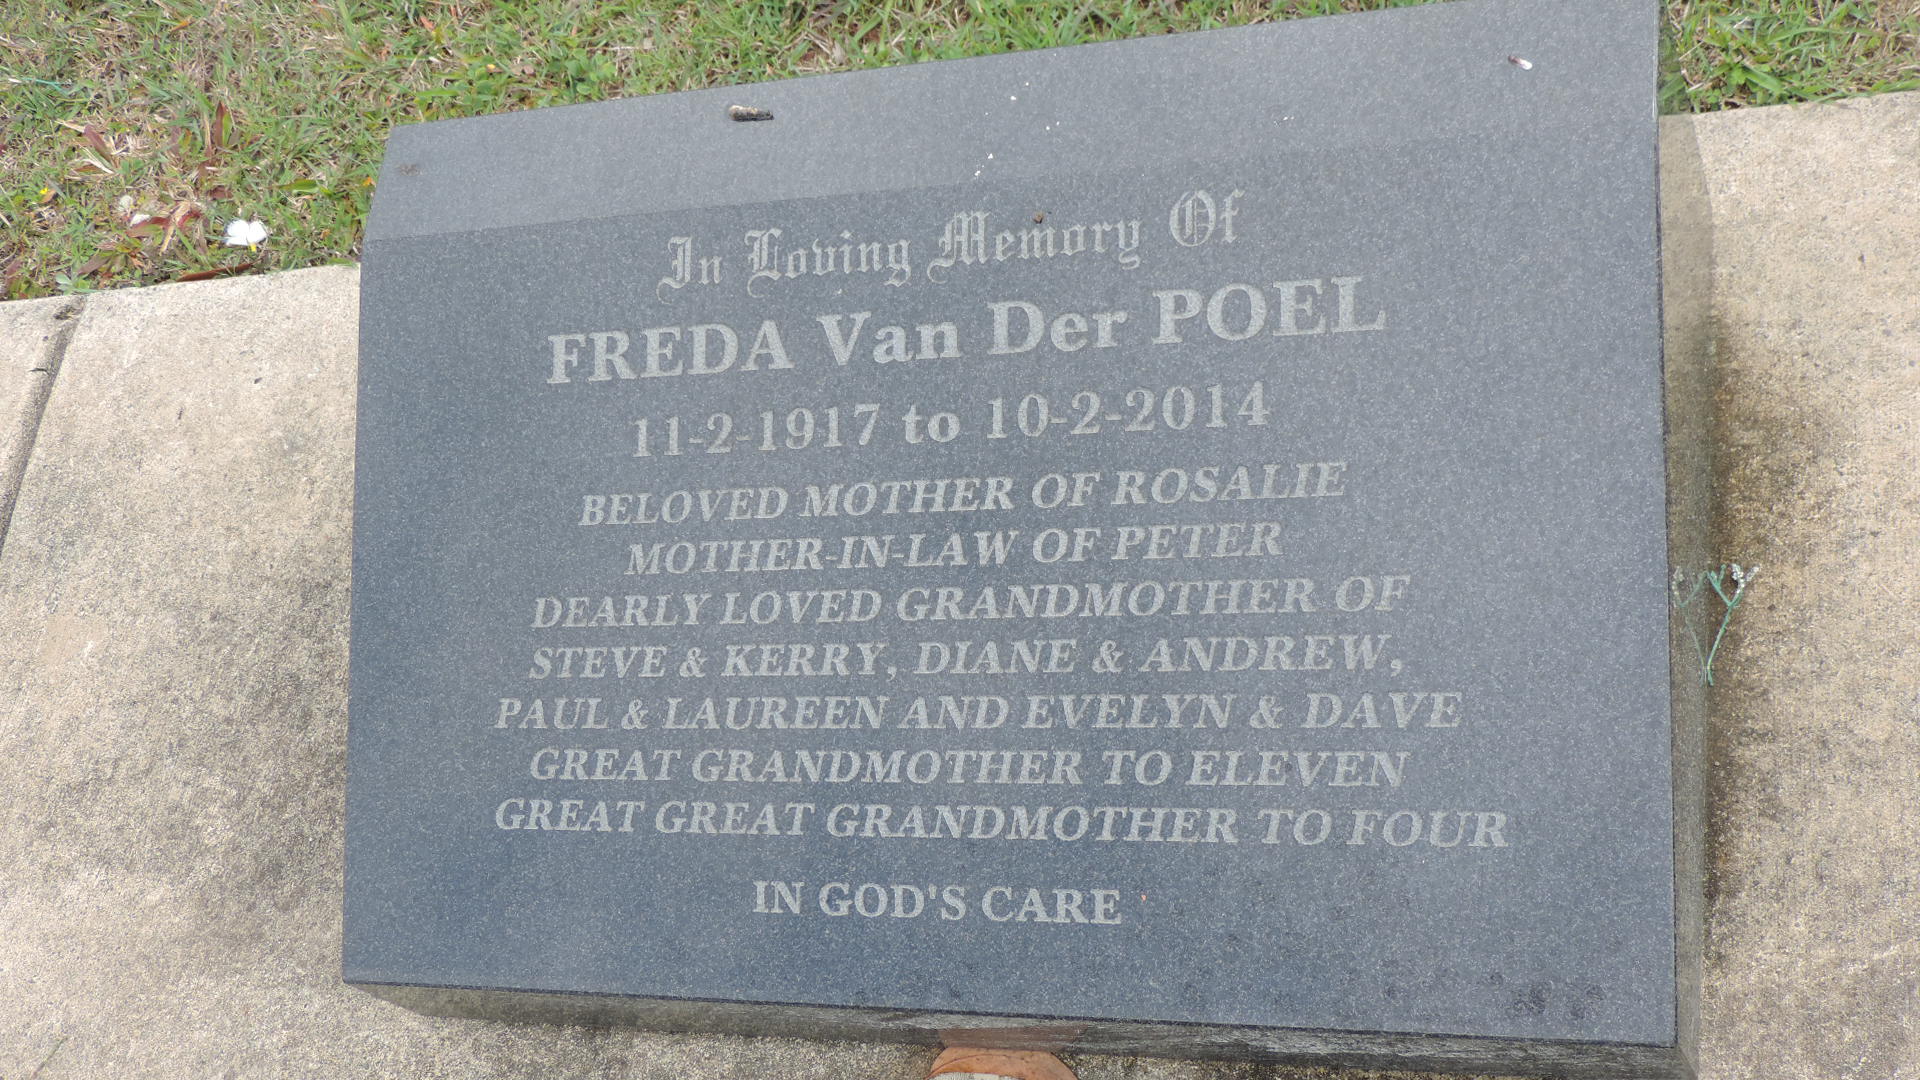 In Loving Memory Of
FREDA Van Der POEL
11-2-1917 to 10-2-2014
BELOVED MOTHER OF ROSALIE
MOTHER-IN-LAW OF PETER
DEARLY LOVED GRANDMOTHER OF
STEVE & KERRY, DIANE & ANDREW,
PAUL & LAUREEN AND EVELYN & DAVE
GREAT GRANDMOTHER TO ELEVEN
GREAT GREAT GRANDMOTHER TO FOUR
IN GOD'S CARE